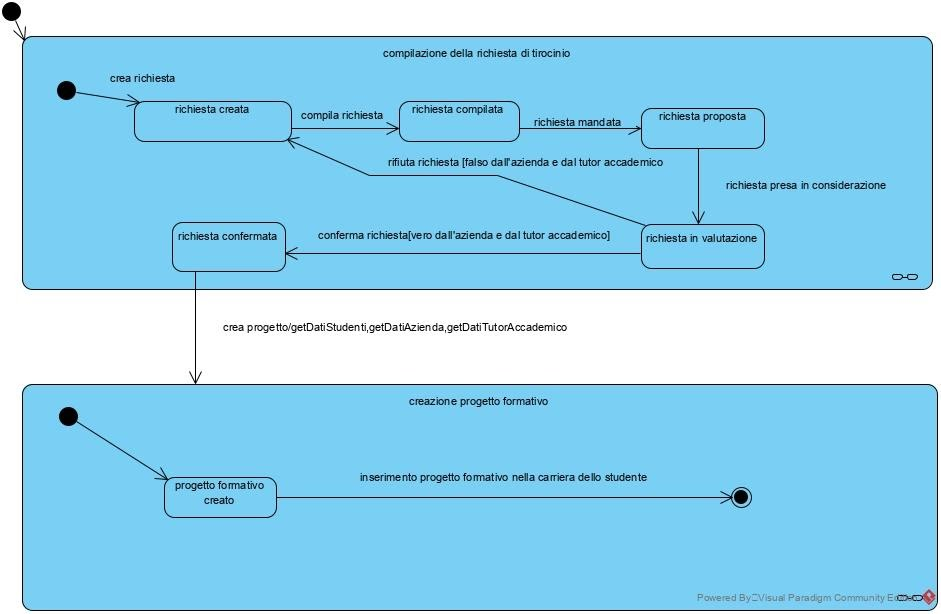 compilazione della richiesta di tirocinio
crea richiesta
richiesta creata
compila richiesta
richiesta compilata
richiesta mandata
richiesta proposta
rifiuta richiesta [falso dall'azienda e dal tutor accademico
richiesta presa in considerazione
richiesta confermata
conferma richiesta[vero dall'azienda e dal tutor accademico]
richiesta in valutazione
crea progetto/getDatiStudenti,getDatiAzienda,getDatiTutorAccademico
creazione progetto formativo
progetto formativo
creato
inserimento progetto formativo nella carriera dello studente
Powered By Visual Paradigm Community